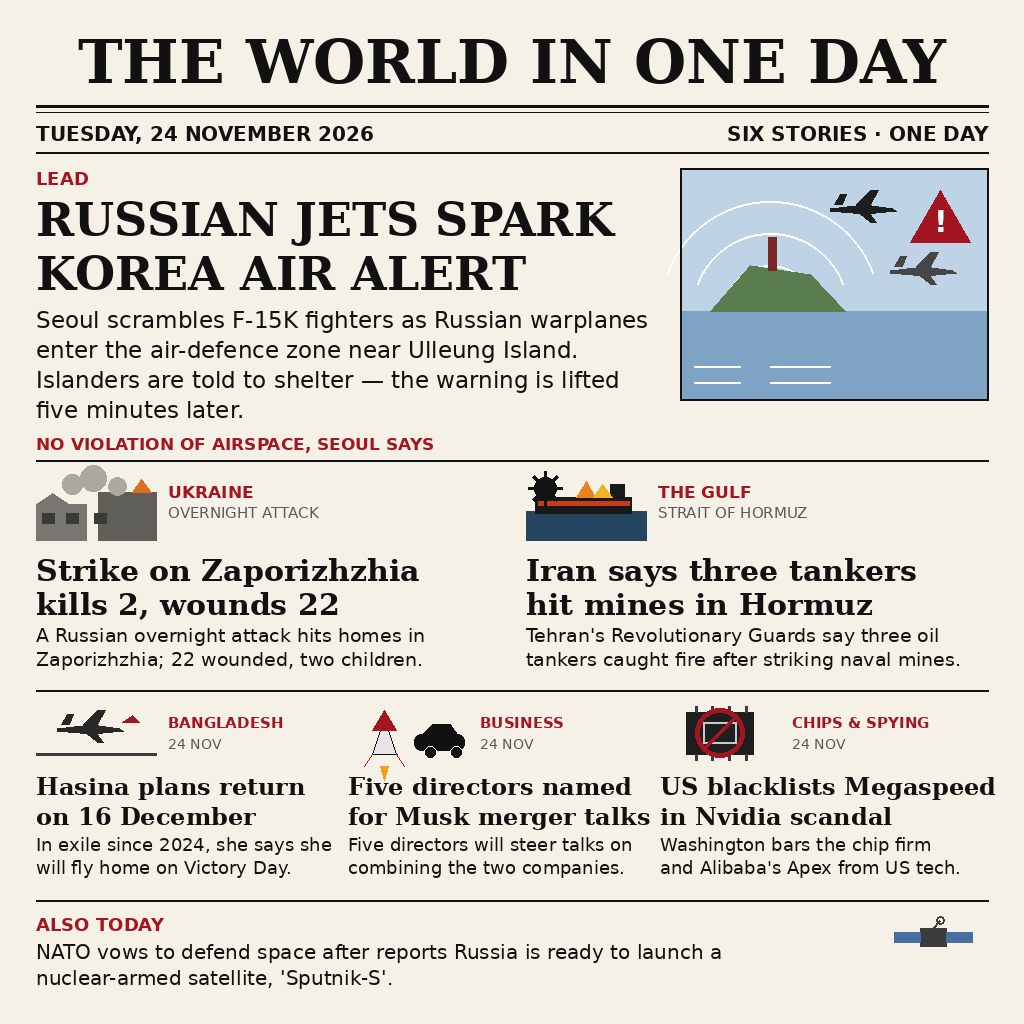 THE WORLD IN ONE DAY
TUESDAY, 24 NOVEMBER 2026
SIX STORIES · ONE DAY
LEAD
RUSSIAN JETS SPARK
KOREA AIR ALERT
Seoul scrambles F-15K fighters as Russian warplanes
enter the air-defence zone near Ulleung Island.
Islanders are told to shelter — the warning is lifted
five minutes later.
NO VIOLATION OF AIRSPACE, SEOUL SAYS
!
UKRAINE
OVERNIGHT ATTACK
Strike on Zaporizhzhia
kills 2, wounds 22
A Russian overnight attack hits homes in
Zaporizhzhia; 22 wounded, two children.
THE GULF
STRAIT OF HORMUZ
Iran says three tankers
hit mines in Hormuz
Tehran's Revolutionary Guards say three oil
tankers caught fire after striking naval mines.
BANGLADESH
24 NOV
Hasina plans return
on 16 December
In exile since 2024, she says she
will fly home on Victory Day.
BUSINESS
24 NOV
Five directors named
for Musk merger talks
Five directors will steer talks on
combining the two companies.
CHIPS & SPYING
24 NOV
US blacklists Megaspeed
in Nvidia scandal
Washington bars the chip firm
and Alibaba's Apex from US tech.
ALSO TODAY
NATO vows to defend space after reports Russia is ready to launch a
nuclear-armed satellite, 'Sputnik-S'.